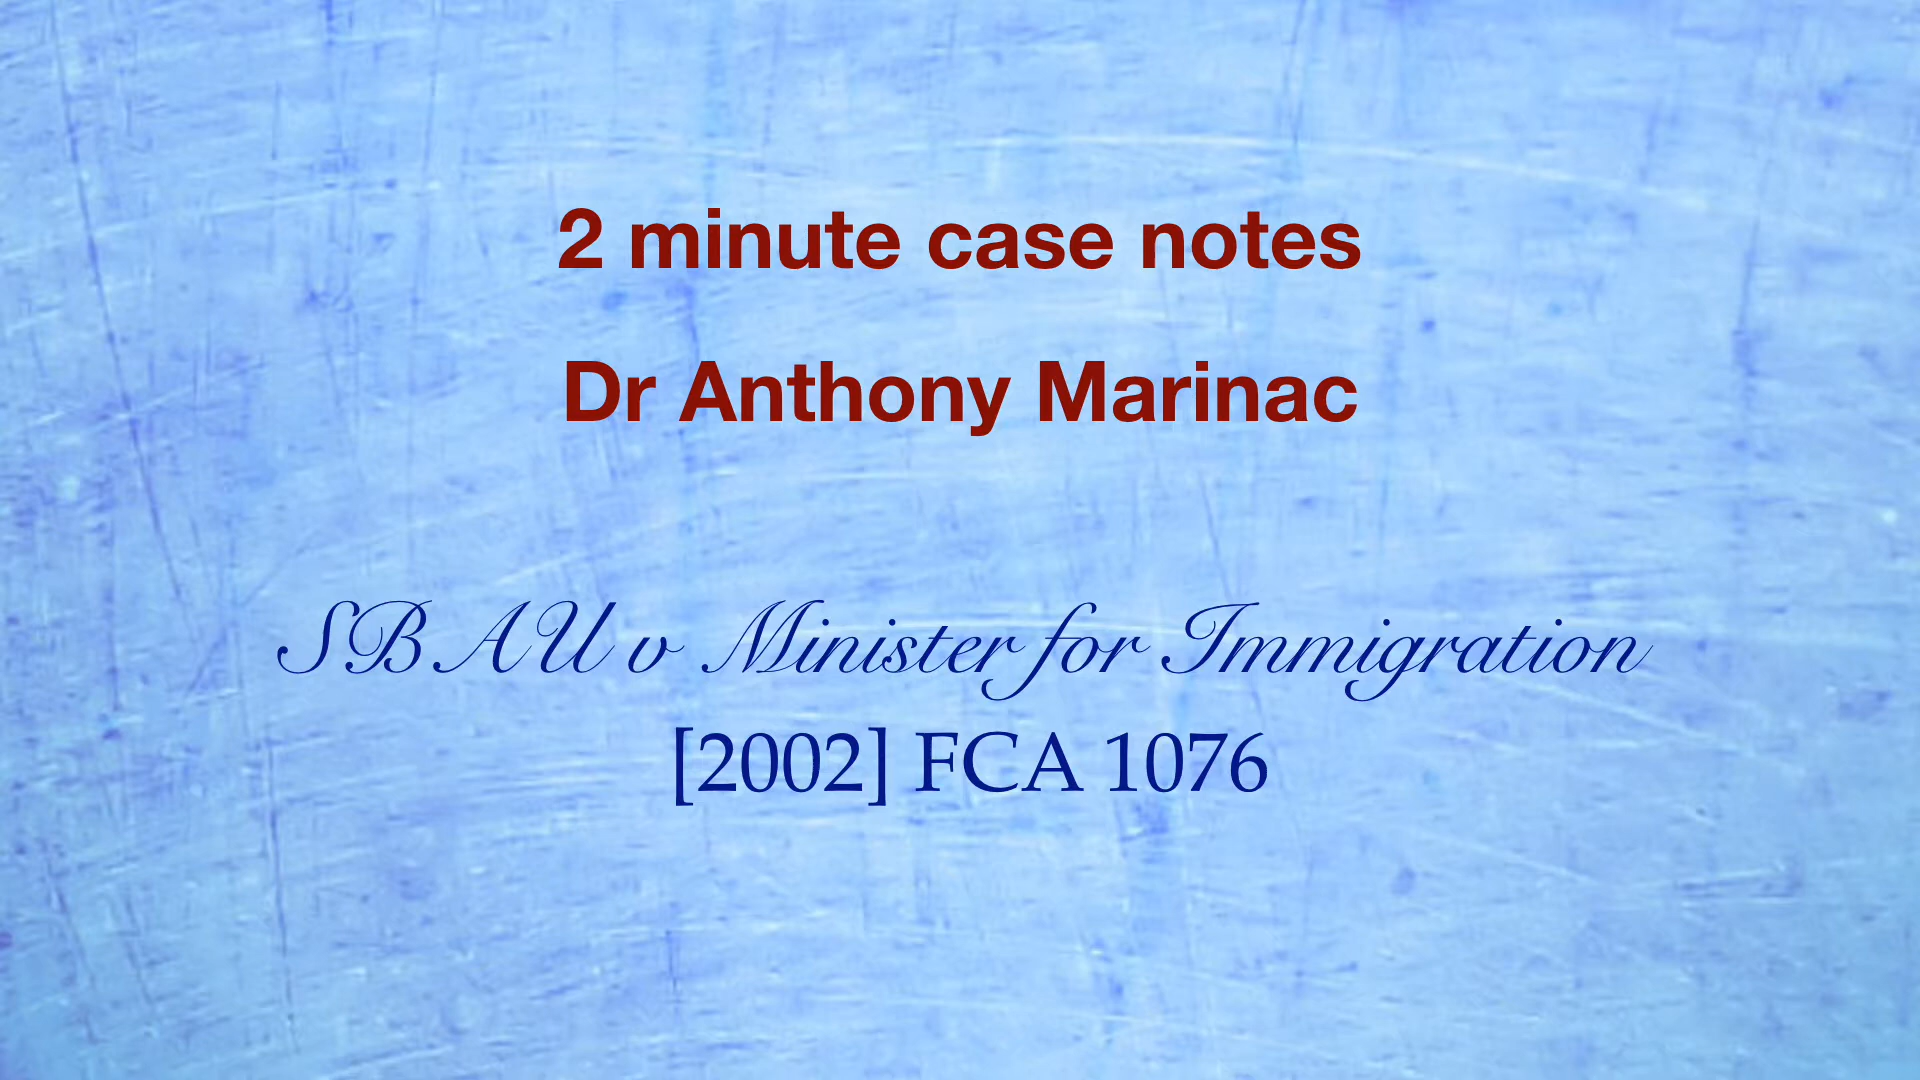 2 minute case notes
Dr Anthony Marinac
SBAU v Minister for Immigration
[2002] FCA 1076